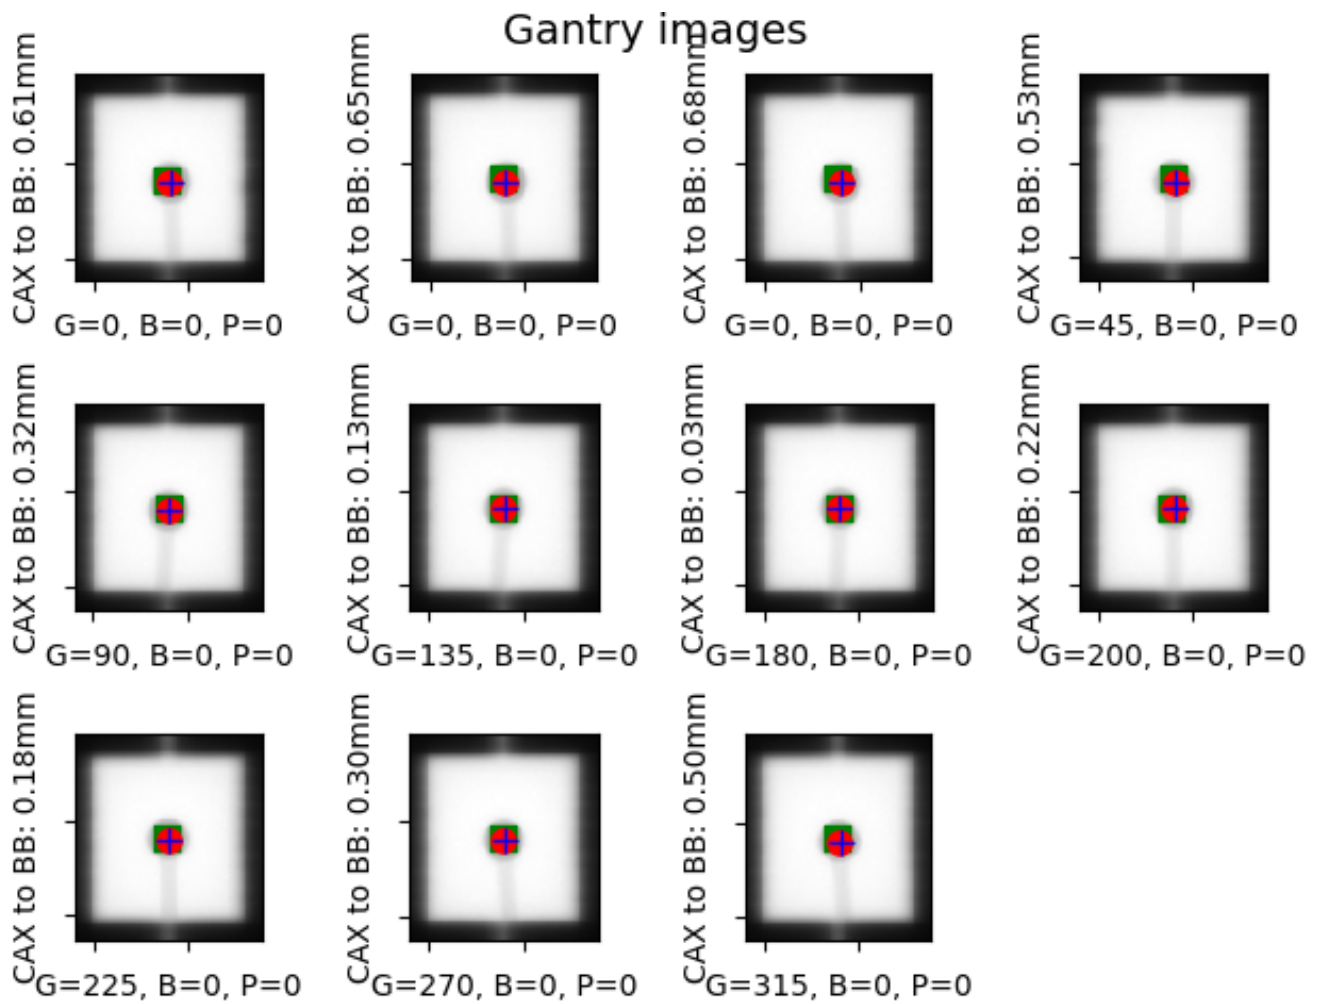 Gantry images
CAX to BB: 0.61mm
G=0, B=0, P=0
CAX to BB: 0.65mm
G=0, B=0, P=0
CAX to BB: 0.68mm
G=0, B=0, P=0
CAX to BB: 0.53mm
G=45, B=0, P=0
CAX to BB: 0.32mm
G=90, B=0, P=0
CAX to BB: 0.13mm
G=135, B=0, P=0
CAX to BB: 0.03mm
G=180, B=0, P=0
CAX to BB: 0.22mm
G=200, B=0, P=0
CAX to BB: 0.18mm
G=225, B=0, P=0
CAX to BB: 0.30mm
G=270, B=0, P=0
CAX to BB: 0.50mm
G=315, B=0, P=0